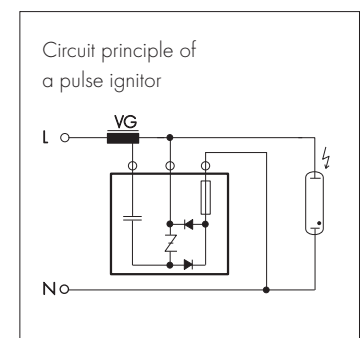 Circuit principle of
a pulse ignitor
VG
L
N